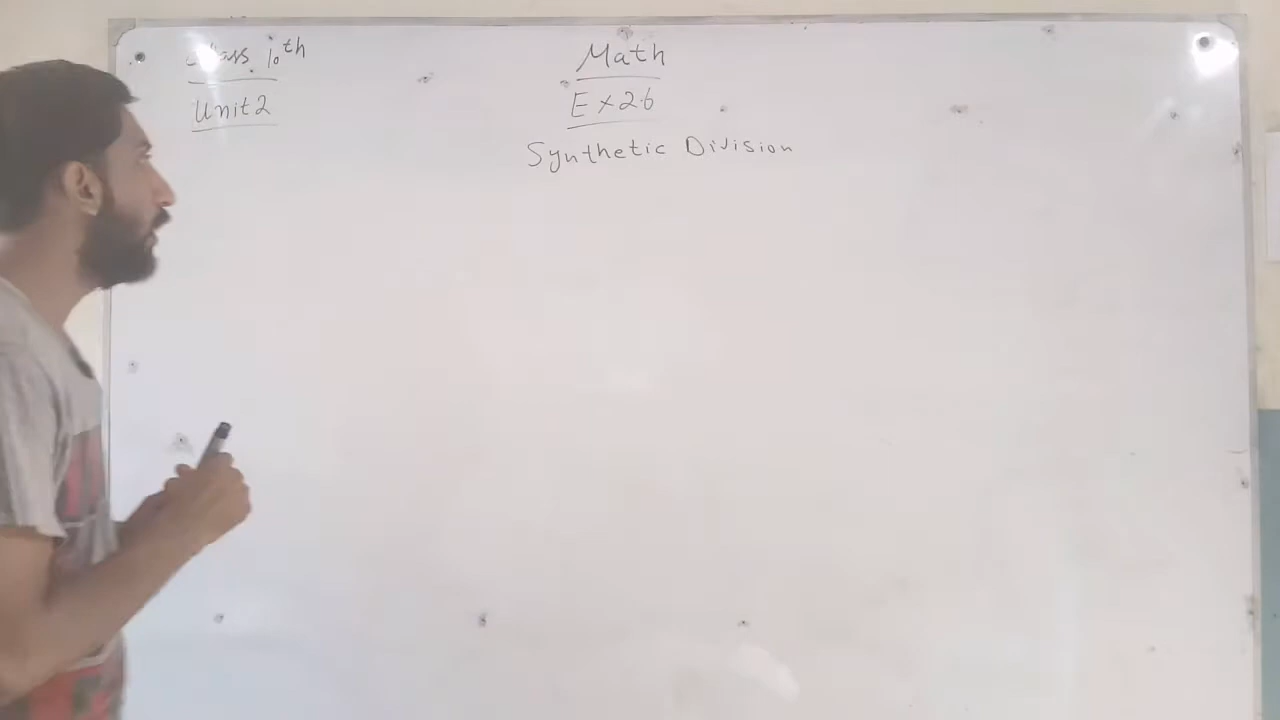 Class 10th
Math
Unit 2
Ex 2.6
Synthetic Division